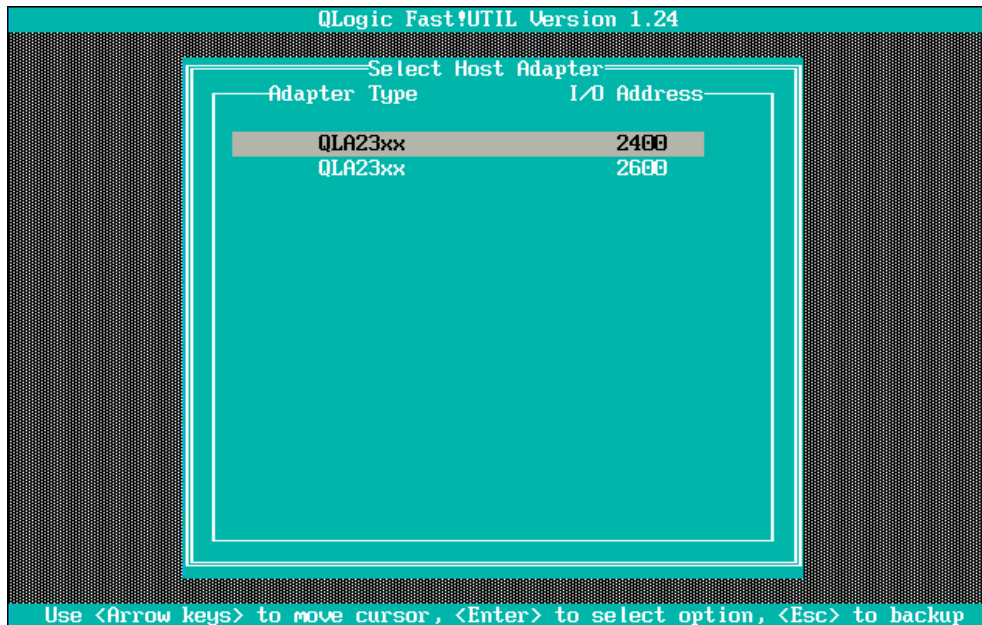 QLogic Fast!UTIL Version 1.24
Select Host Adapter
Adapter Type I/O Address
QLA23xx 2400
QLA23xx 2600
Use <Arrow keys> to move cursor, <Enter> to select option, <Esc> to backup